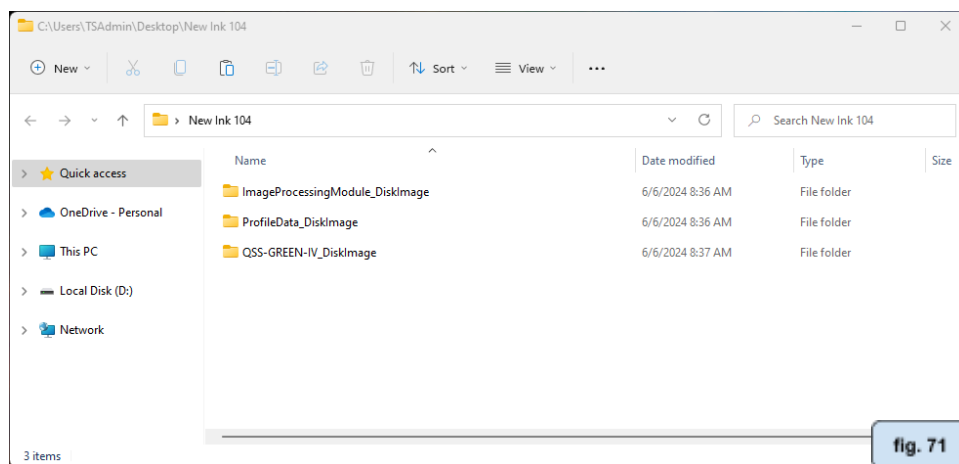 C:\Users\TSAdmin\Desktop\New Ink 104
New Sort View ...
New Ink 104 Search New Ink 104
Name Date modified Type Size
Quick access
ImageProcessingModule_DiskImage 6/6/2024 8:36 AM File folder
OneDrive - Personal
ProfileData_DiskImage 6/6/2024 8:36 AM File folder
This PC
QSS-GREEN-IV_DiskImage 6/6/2024 8:37 AM File folder
Local Disk (D:)
Network
fig. 71
3 items